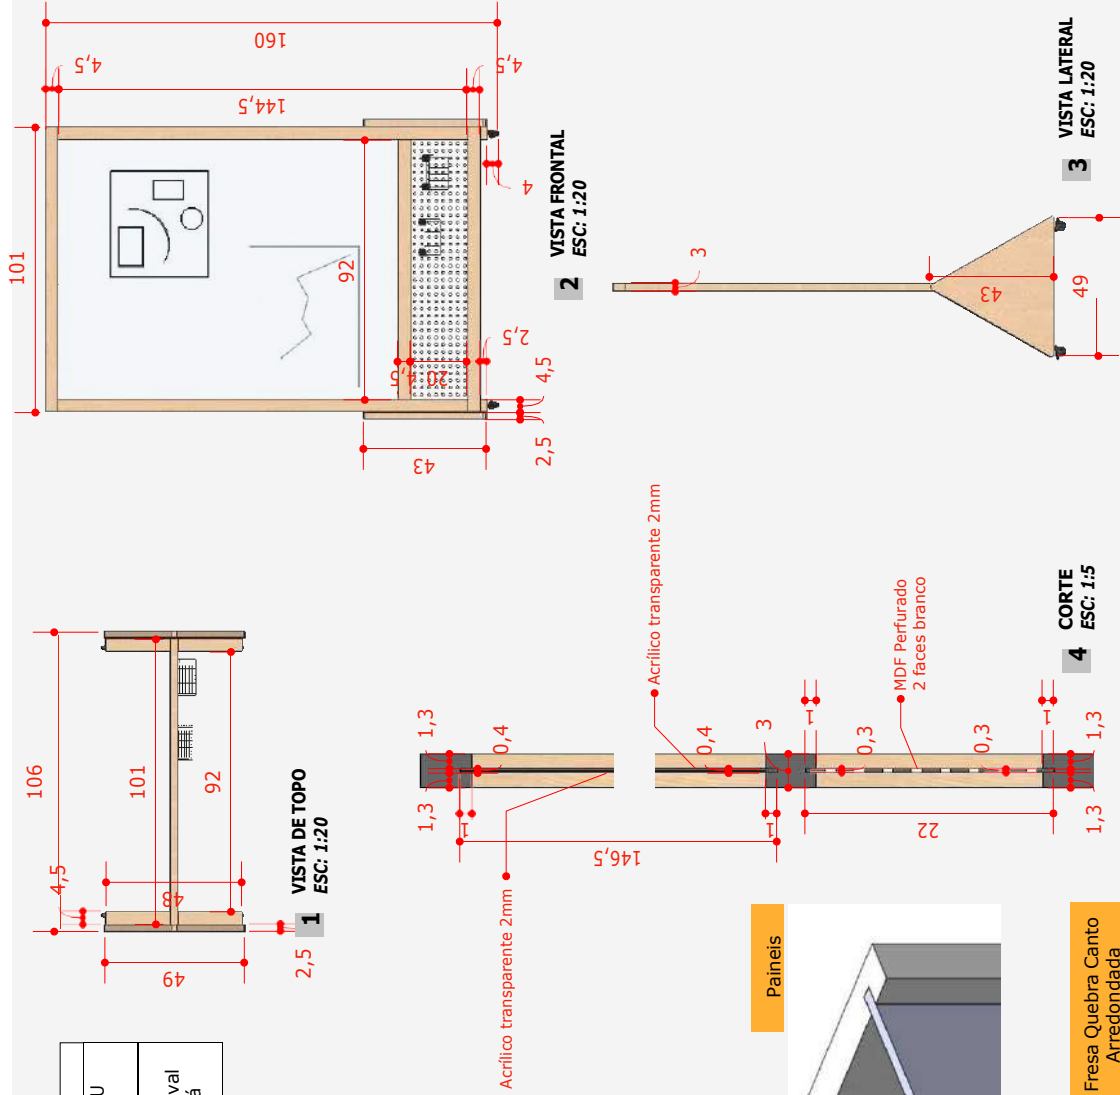 160
4,5
4,5
144,5
101
92
4
2,5
20
4,5
4,5
2,5
43
2 VISTA FRONTAL
ESC: 1:20
3
43
49
3 VISTA LATERAL
ESC: 1:20
106
101
92
4,5
48
49
2,5
1 VISTA DE TOPO
ESC: 1:20
Acrílico transparente 2mm
Acrílico transparente 2mm
MDF Perfurado
2 faces branco
1,3
1,3
0,4
0,4
3
1
1
146,5
1
1
0,3
0,3
22
1,3
1,3
4 CORTE
ESC: 1:5
Paineis
Fresa Quebra Canto
Arredondada
U
val
á